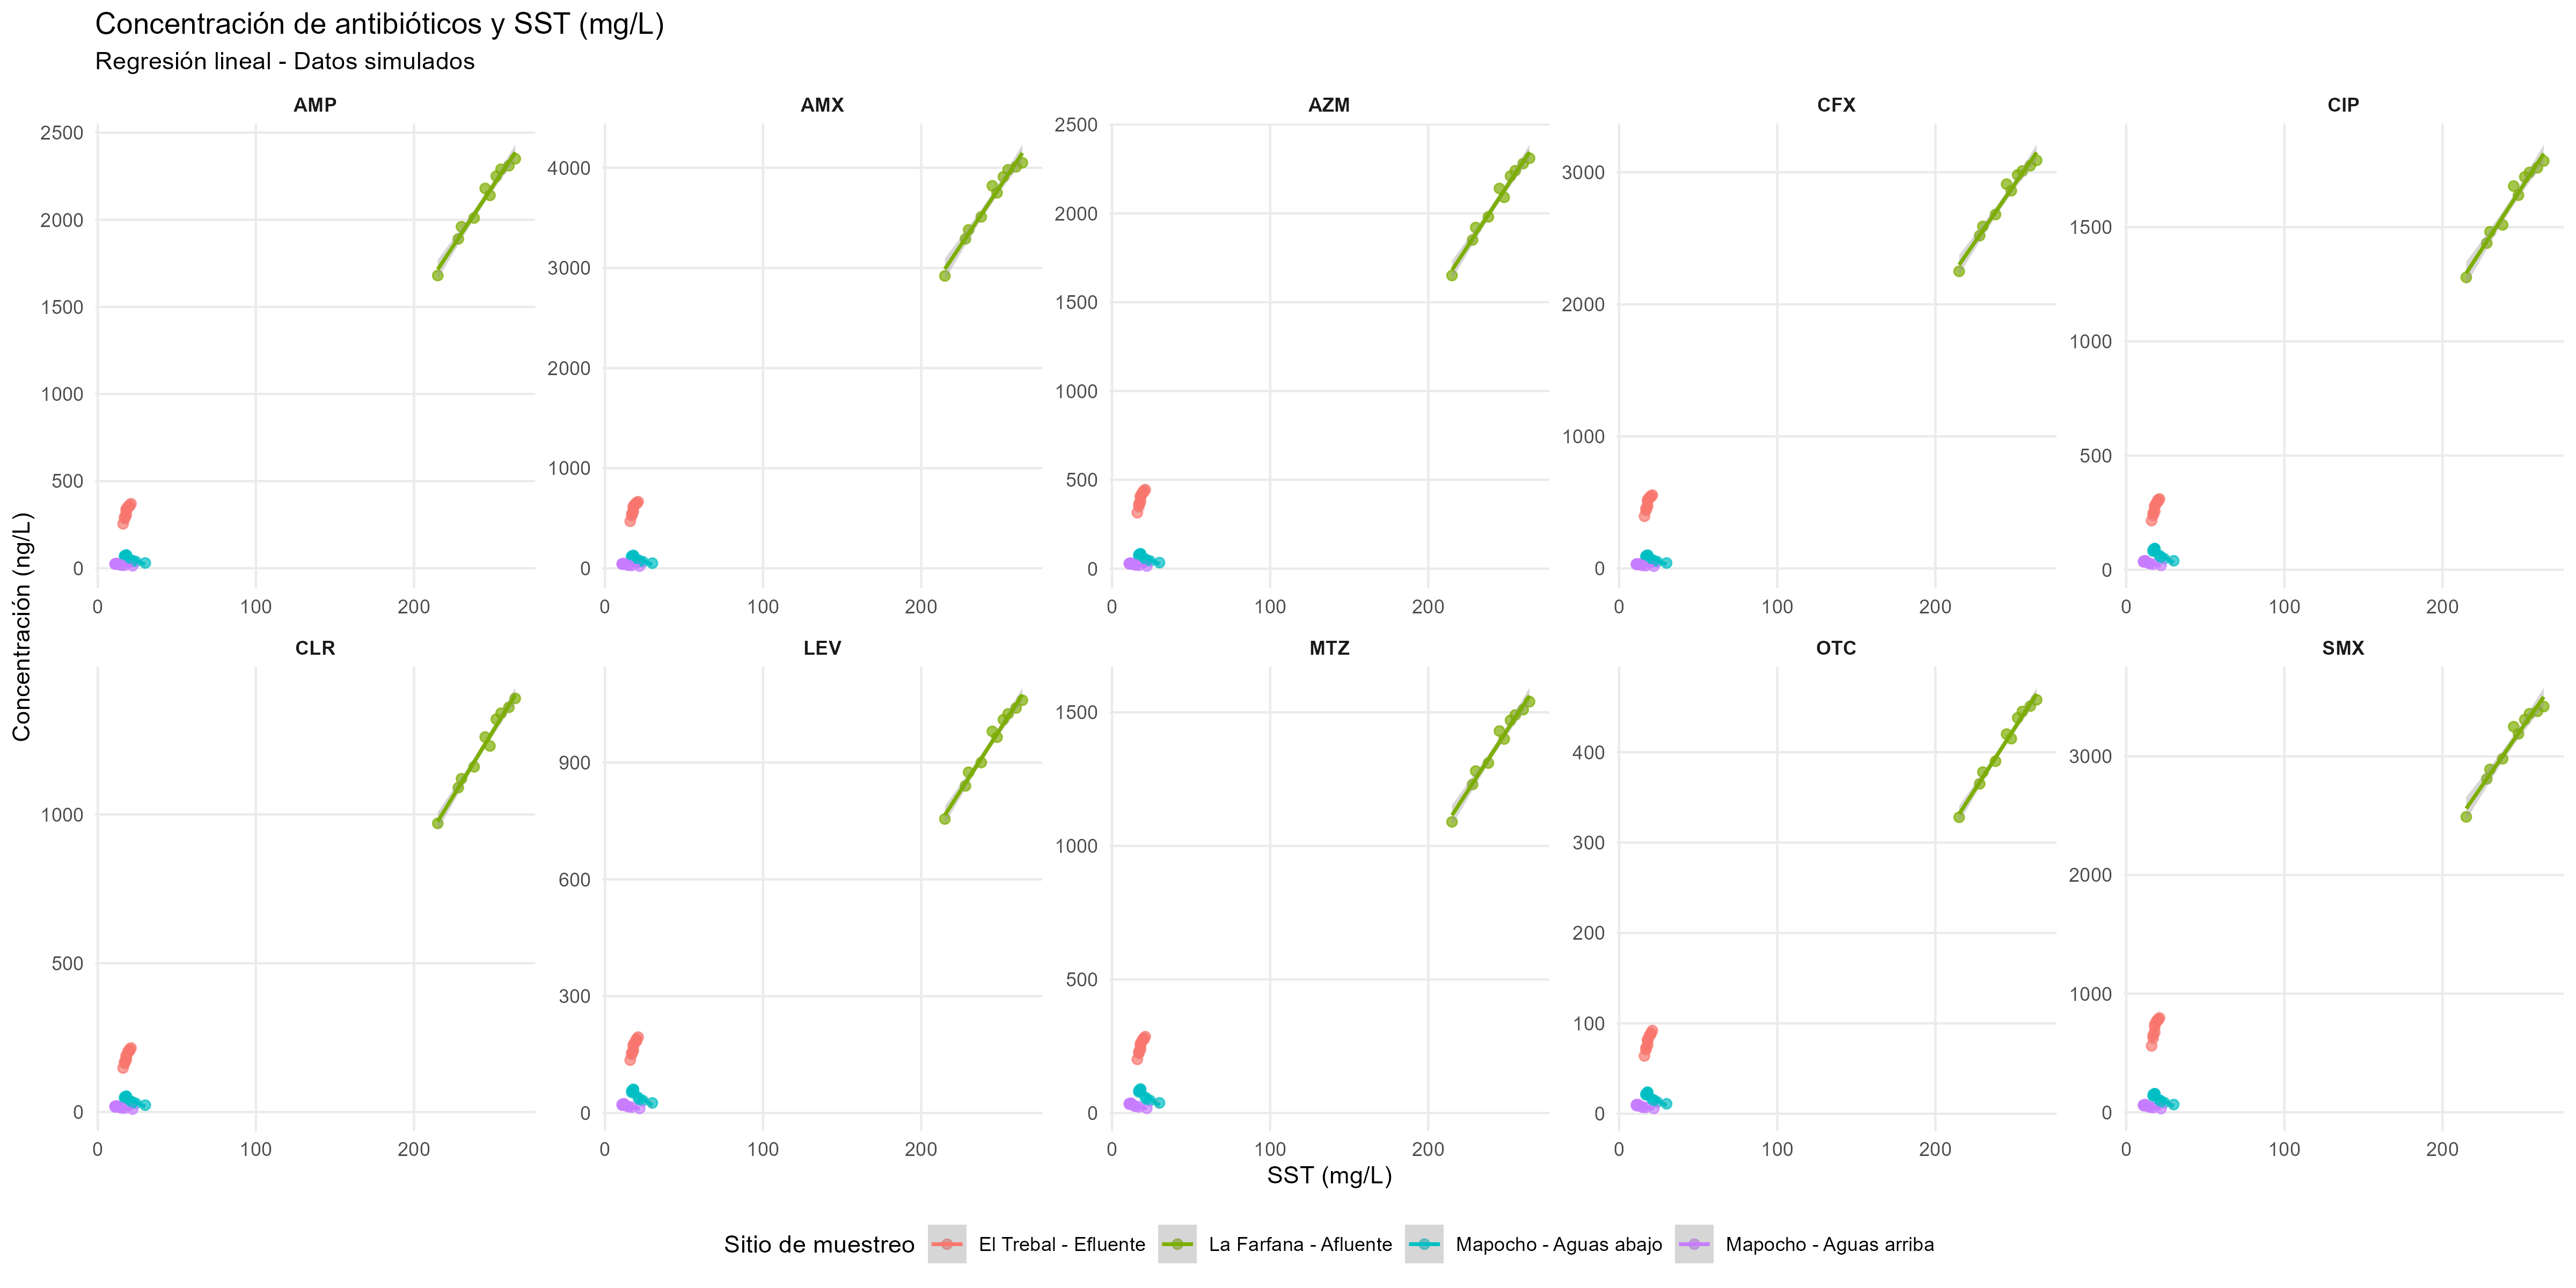 Concentración de antibióticos y SST (mg/L)
Regresión lineal - Datos simulados
AMP
AMX
AZM
CFX
CIP
2500
2000
1500
1000
500
0
4000
3000
2000
1000
0
2500
2000
1500
1000
500
0
3000
2000
1000
0
1500
1000
500
0
0 100 200
0 100 200
0 100 200
0 100 200
0 100 200
Concentración (ng/L)
CLR
LEV
MTZ
OTC
SMX
1000
500
0
900
600
300
0
1500
1000
500
0
400
300
200
100
0
3000
2000
1000
0
0 100 200
0 100 200
0 100 200
0 100 200
0 100 200
SST (mg/L)
Sitio de muestreo El Trebal - Efluente La Farfana - Afluente Mapocho - Aguas abajo Mapocho - Aguas arriba